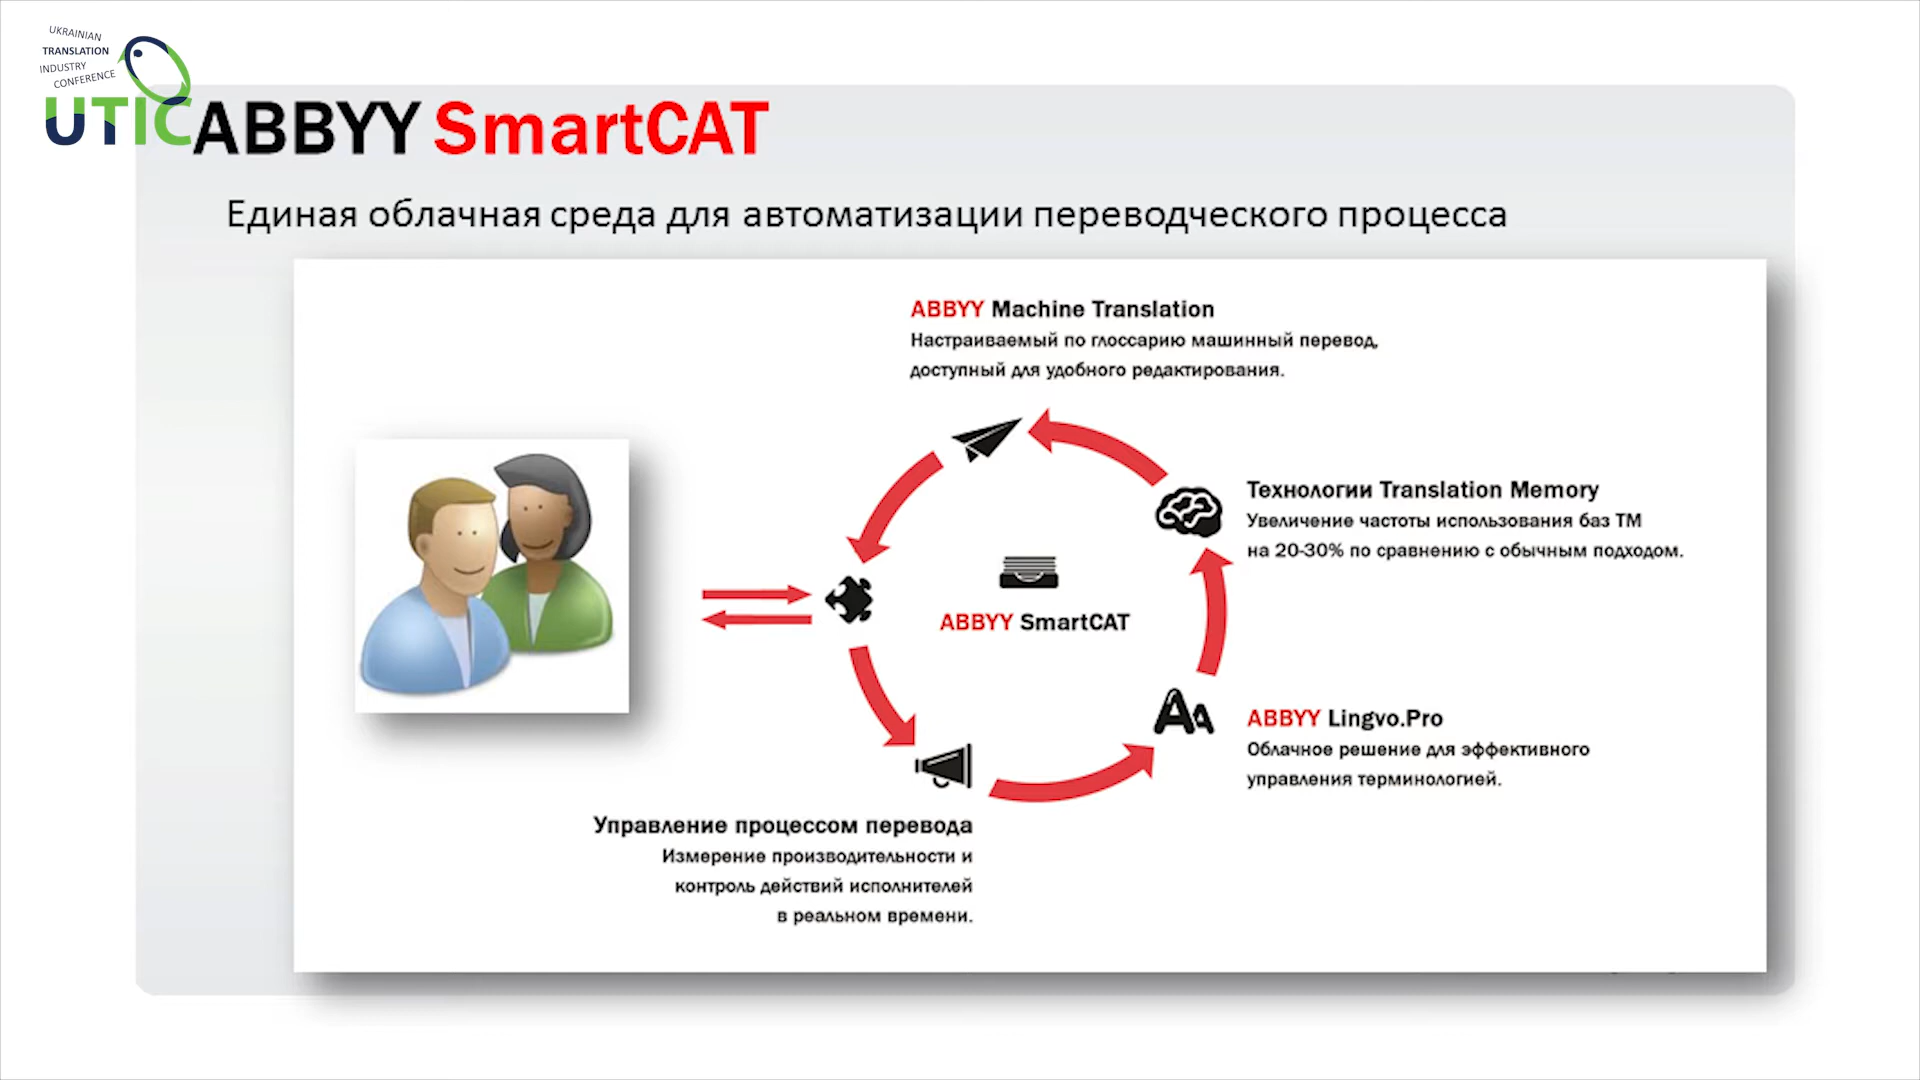 UKRAINIAN
TRANSLATION
INDUSTRY
CONFERENCE
UTIC
ABBYY SmartCAT
Единая облачная среда для автоматизации переводческого процесса
ABBYY Machine Translation
Настраиваемый по глоссарию машинный перевод,
доступный для удобного редактирования.
Технологии Translation Memory
Увеличение частоты использования баз ТМ
на 20-30% по сравнению с обычным подходом.
ABBYY SmartCAT
ABBYY Lingvo.Pro
Облачное решение для эффективного
управления терминологией.
Управление процессом перевода
Измерение производительности и
контроль действий исполнителей
в реальном времени.